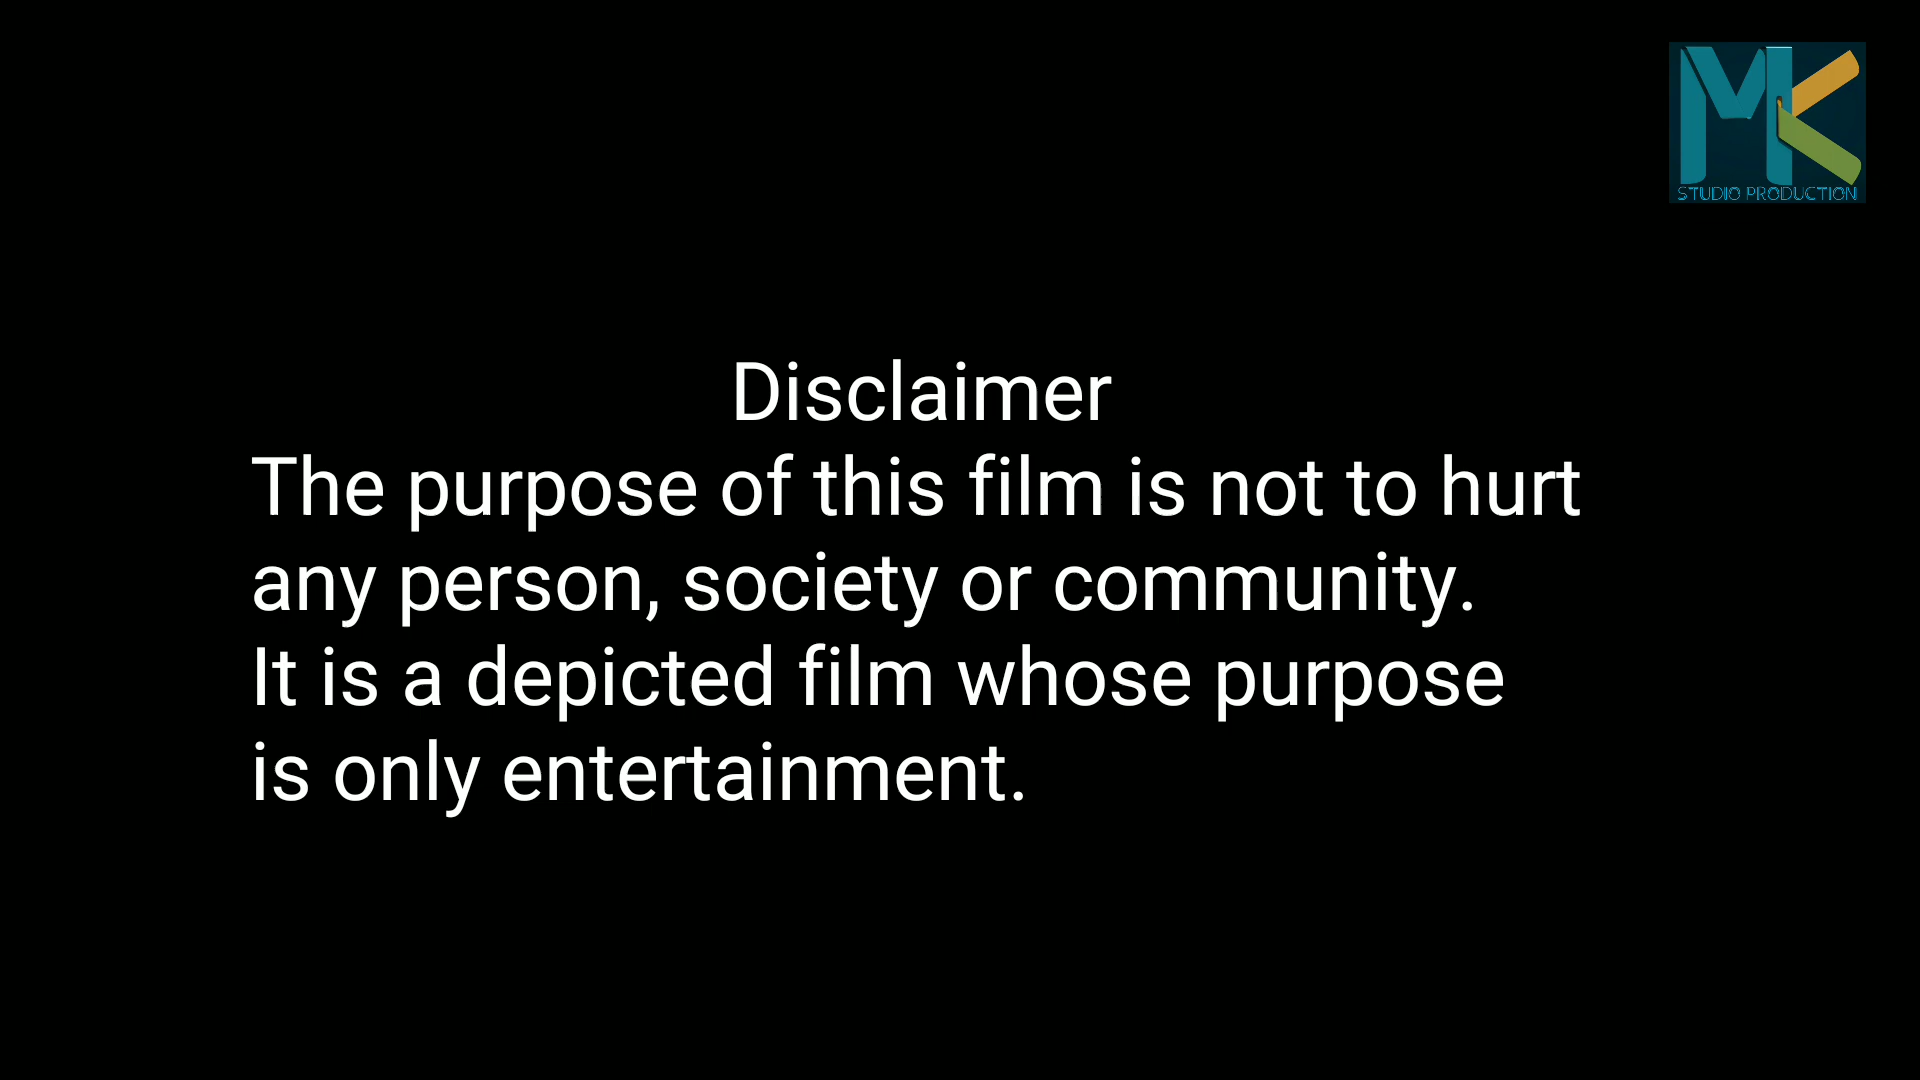 MK
STUDIO PRODUCTION
Disclaimer
The purpose of this film is not to hurt
any person, society or community.
It is a depicted film whose purpose
is only entertainment.